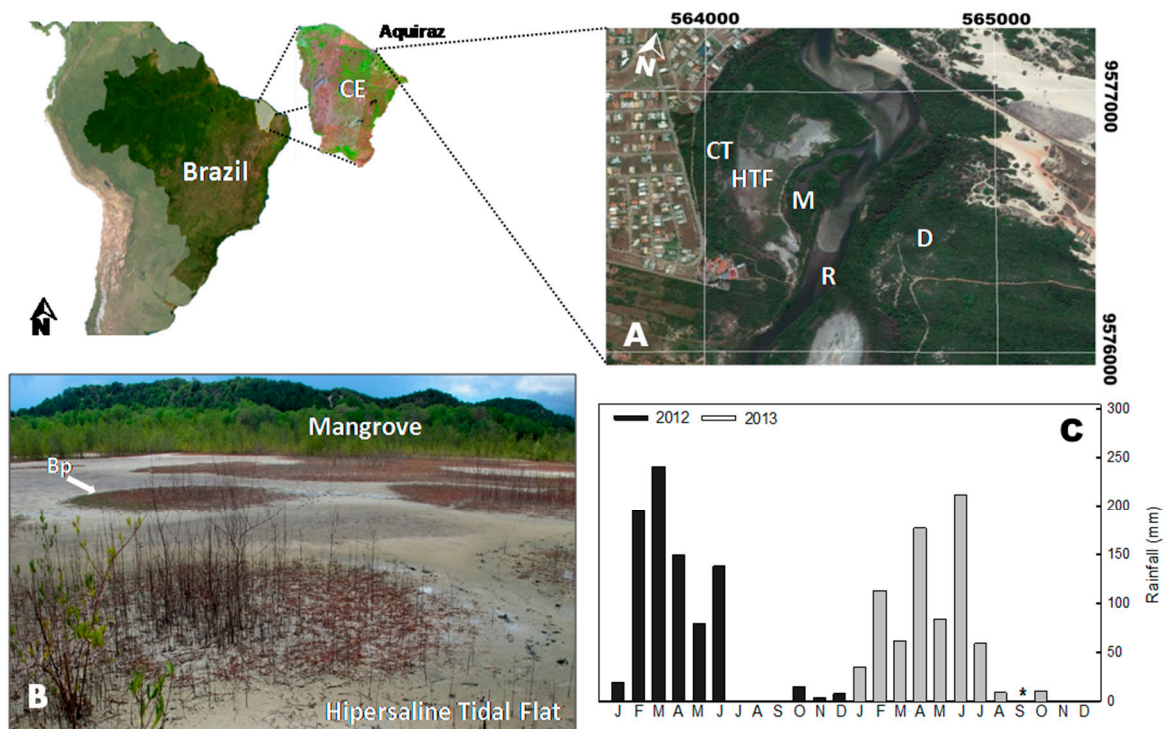 Aquiraz
CE
Brazil
N
564000
565000
N
9577000
9576000
CT
HTF
M
D
R
A
Mangrove
Bp
B
Hipersaline Tidal Flat
2012
2013
C
300
250
200
150
100
50
0
Rainfall (mm)
*
J F M A M J J A S O N D J F M A M J J A S O N D